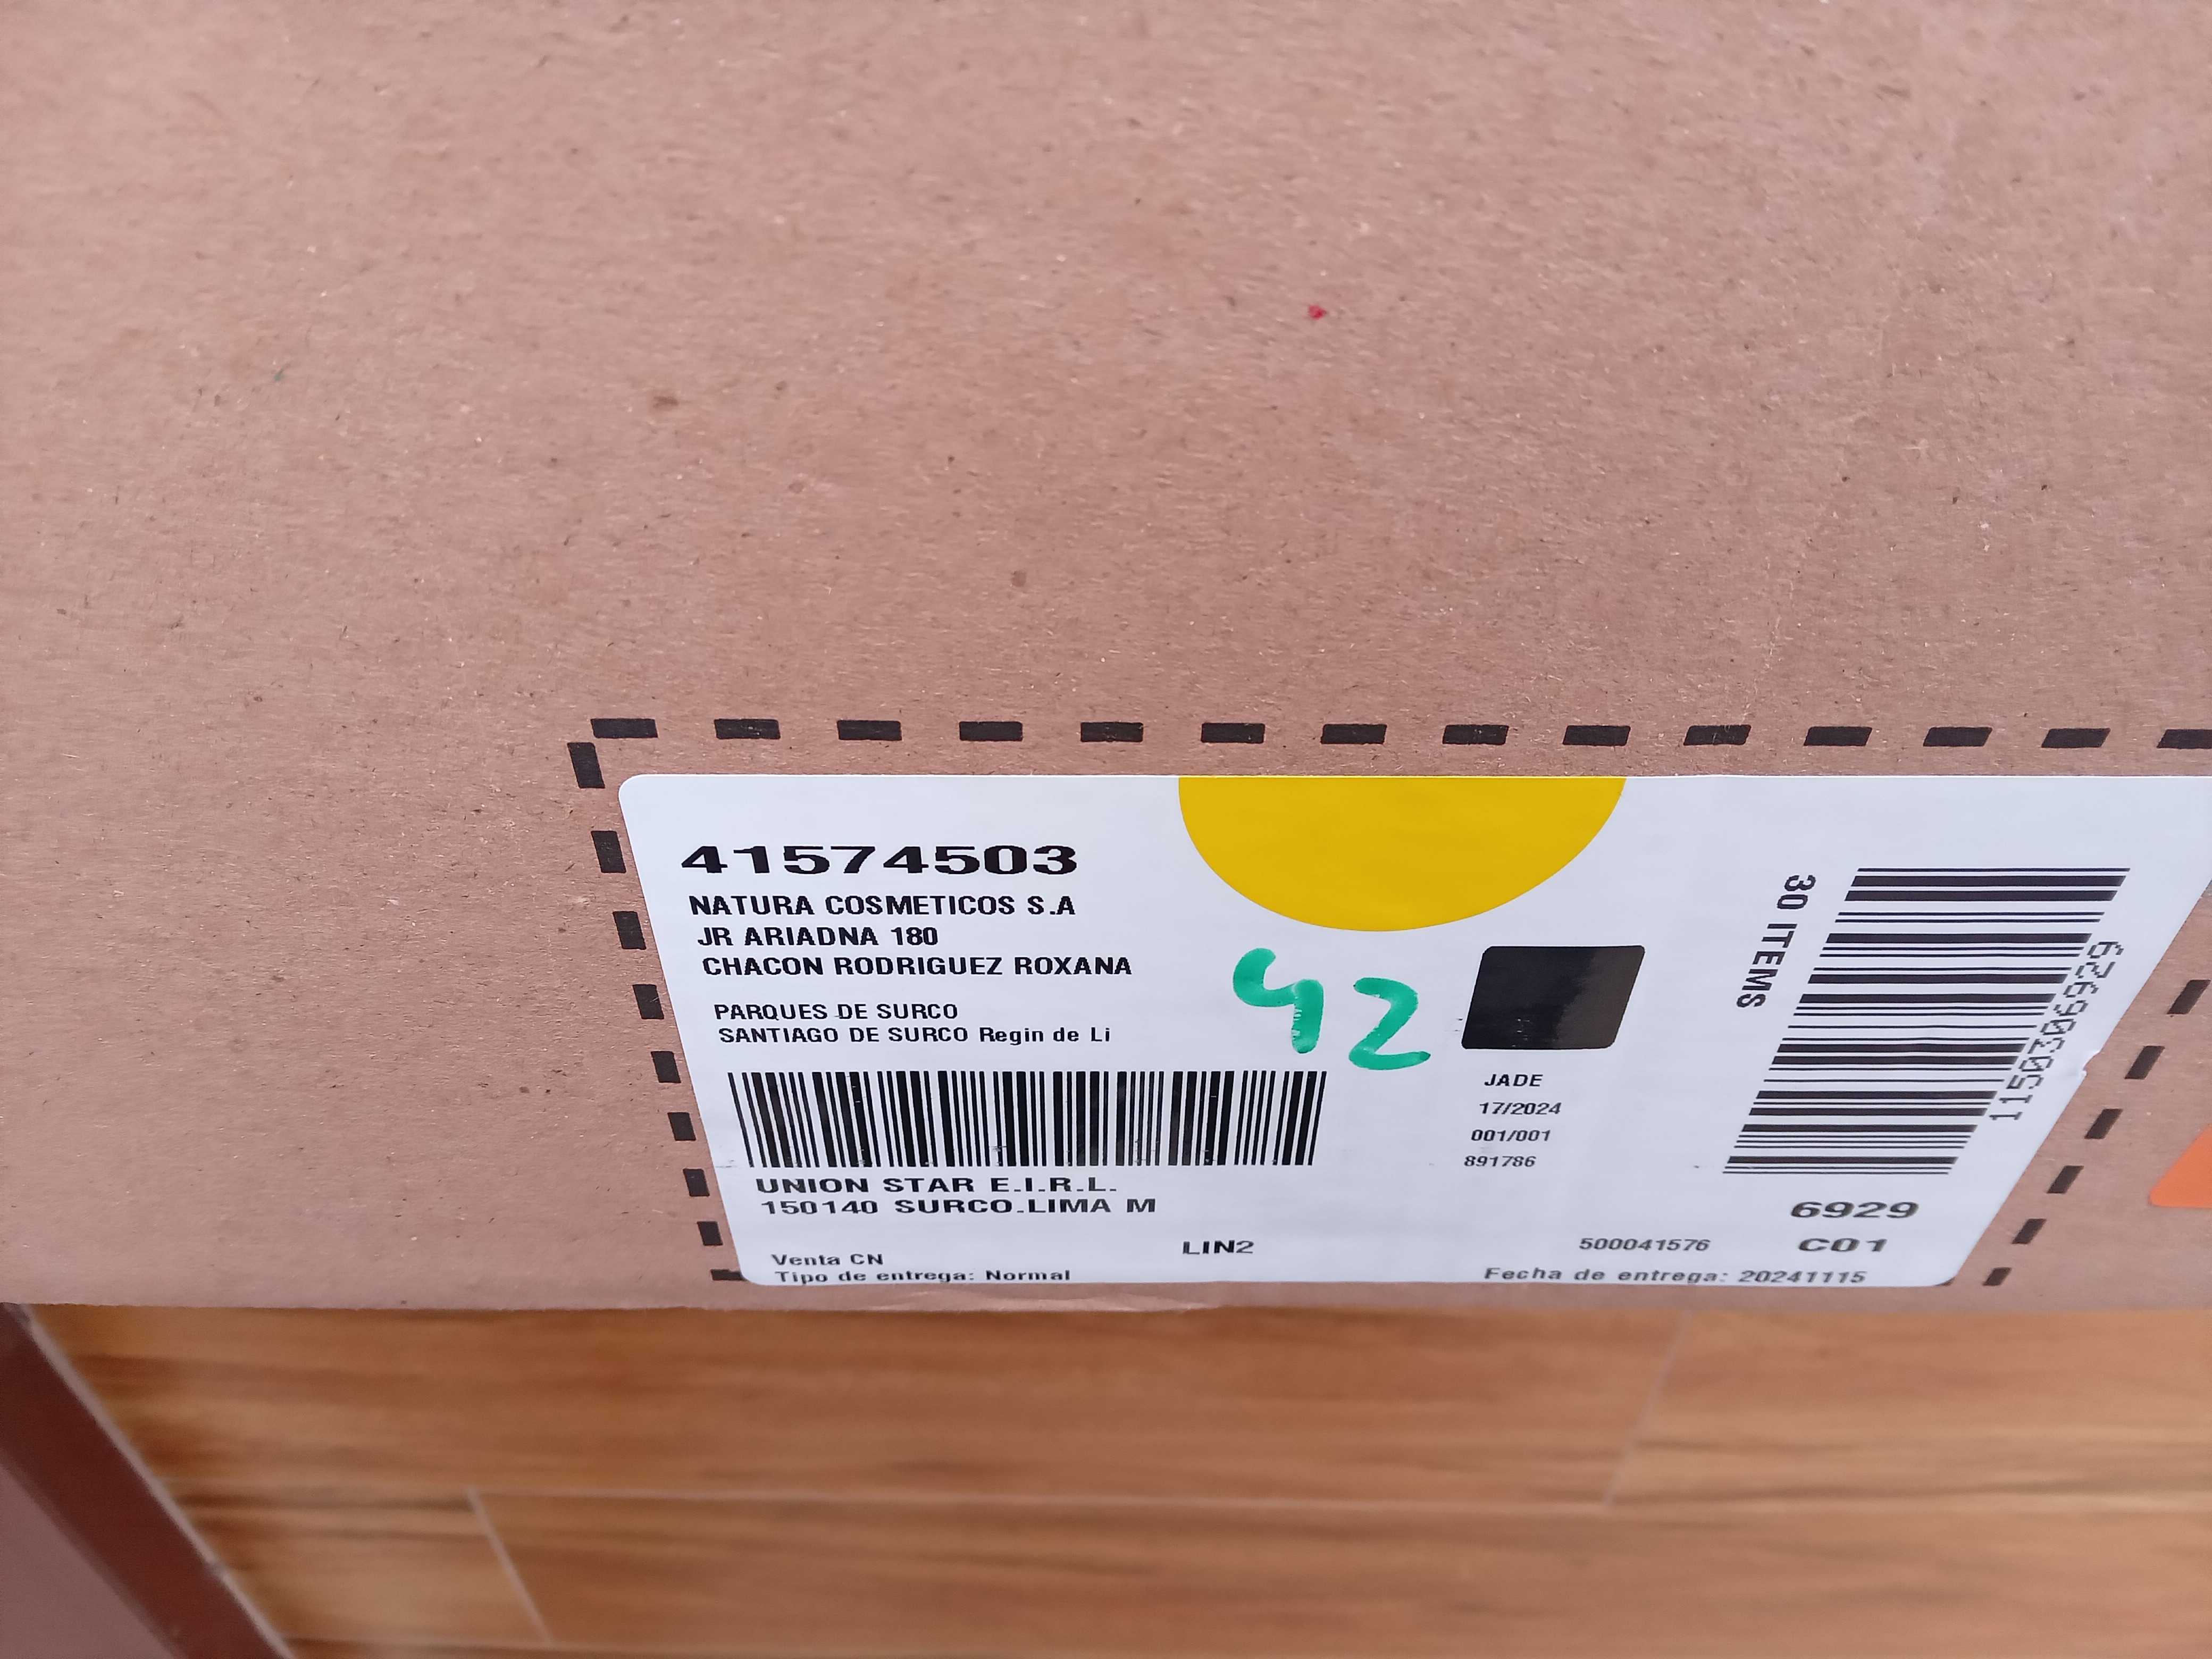 41574503
NATURA COSMETICOS S.A
JR ARIADNA 180
CHACON RODRIGUEZ ROXANA
PARQUES DE SURCO
SANTIAGO DE SURCO Regin de Li
42
UNION STAR E.I.R.L.
150140 SURCO.LIMA M
Venta CN
Tipo de entrega: Normal
LIN2
JADE
17/2024
001/001
891786
30 ITEMS
1150306929
6929
500041576 C01
Fecha de entrega: 20241115